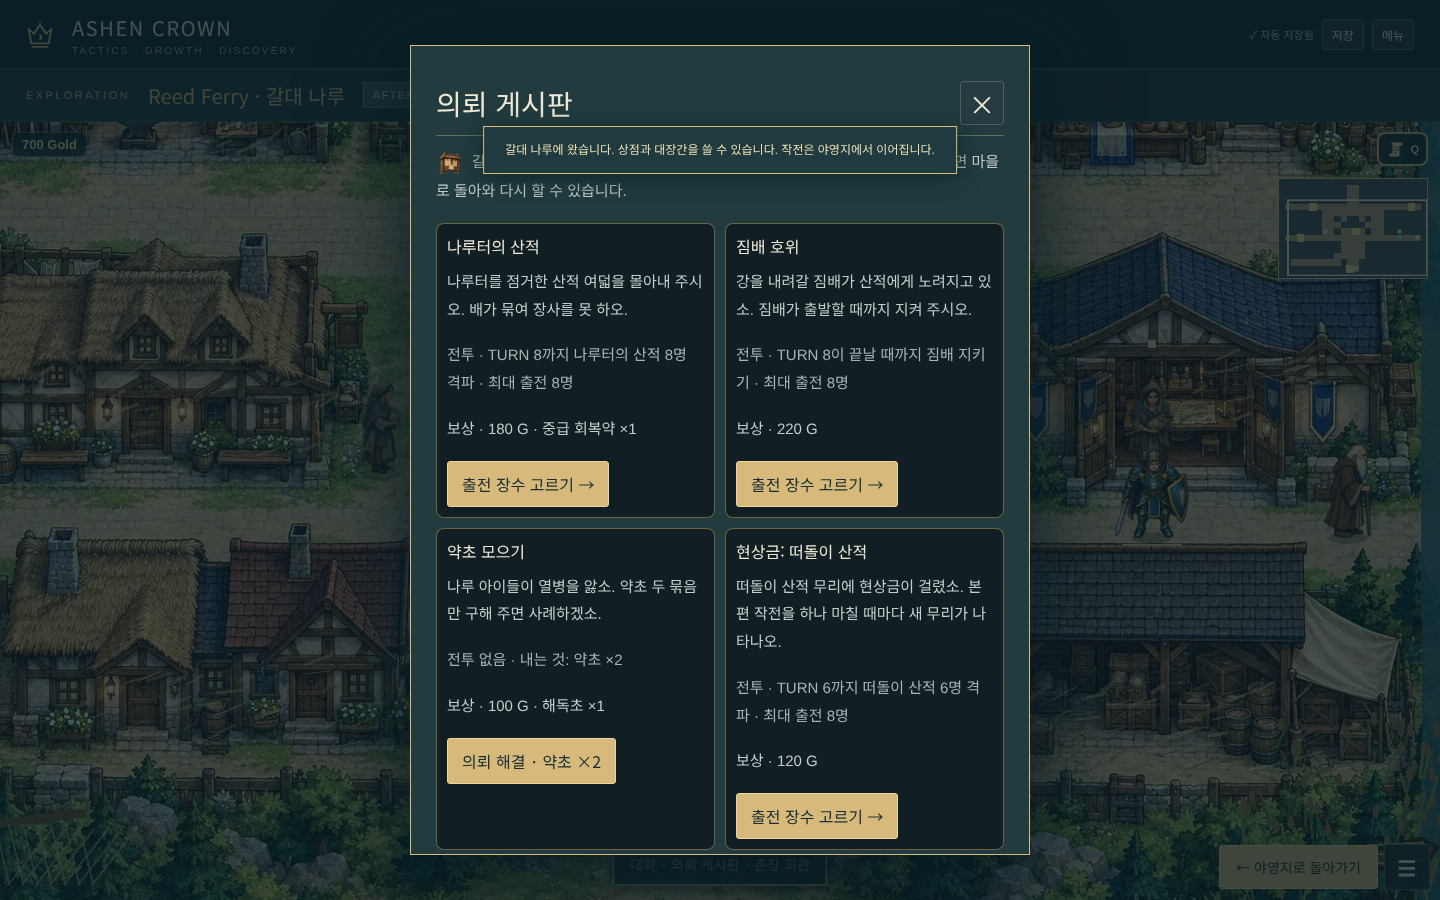 ASHEN CROWN
TACTICS · GROWTH · DISCOVERY
✓ 자동 저장됨
저장
메뉴
EXPLORATION
Reed Ferry · 갈대 나루
AFTER
700 Gold
Q
의뢰 게시판
갈대 나루에 왔습니다. 상점과 대장간을 쓸 수 있습니다. 작전은 야영지에서 이어집니다.
마을
로 돌아와 다시 할 수 있습니다.
나루터의 산적
나루터를 점거한 산적 여덟을 몰아내 주시
오. 배가 묶여 장사를 못 하오.
전투 · TURN 8까지 나루터의 산적 8명
격파 · 최대 출전 8명
보상 · 180 G · 중급 회복약 ×1
출전 장수 고르기 →
짐배 호위
강을 내려갈 짐배가 산적에게 노려지고 있
소. 짐배가 출발할 때까지 지켜 주시오.
전투 · TURN 8이 끝날 때까지 짐배 지키
기 · 최대 출전 8명
보상 · 220 G
출전 장수 고르기 →
약초 모으기
나루 아이들이 열병을 앓소. 약초 두 묶음
만 구해 주면 사례하겠소.
전투 없음 · 내는 것: 약초 ×2
보상 · 100 G · 해독초 ×1
의뢰 해결 · 약초 ×2
현상금: 떠돌이 산적
떠돌이 산적 무리에 현상금이 걸렸소. 본
편 작전을 하나 마칠 때마다 새 무리가 나
타나오.
전투 · TURN 6까지 떠돌이 산적 6명 격
파 · 최대 출전 8명
보상 · 120 G
출전 장수 고르기 →
대화 · 의뢰 게시판 · 촌장 회관
← 야영지로 돌아가기